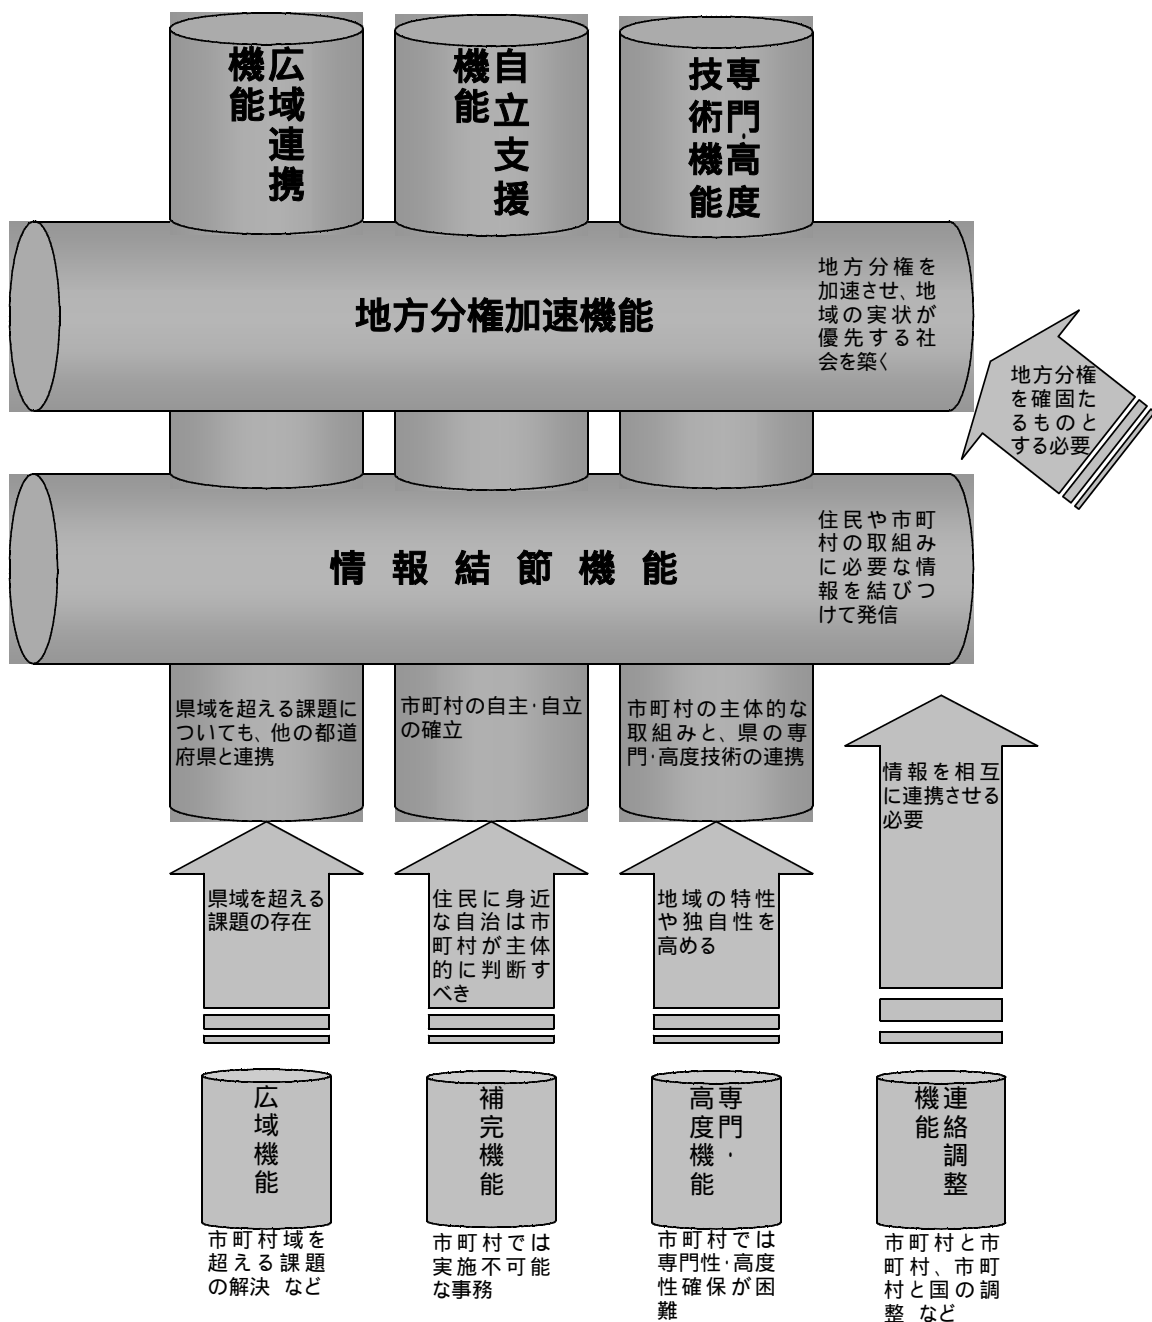 広域連携
機能
自立支援
機能
専門・高度
技術機能
地方分権加速機能
地方分権を
加速させ、地
域の実状が
優先する社
会を築く
地方分権
を確固た
るものと
する必要
情報結節機能
住民や市町
村の取組み
に必要な情
報を結びつ
けて発信
県域を超える課題に
ついても、他の都道
府県と連携
市町村の自主・自立
の確立
市町村の主体的な
取組みと、県の専
門・高度技術の連携
情報を相互
に連携させる
必要
県域を超える
課題の存在
住民に身近
な自治は市
町村が主体
的に判断す
べき
地域の特性
や独自性を
高める
広域機能
補完機能
専門・
高度機能
連絡調整
機能
市町村域を
超える課題
の解決 など
市町村では
実施不可能
な事務
市町村では
専門性・高度
性確保が困
難
市町村と市
町村、市町
村と国の調
整 など